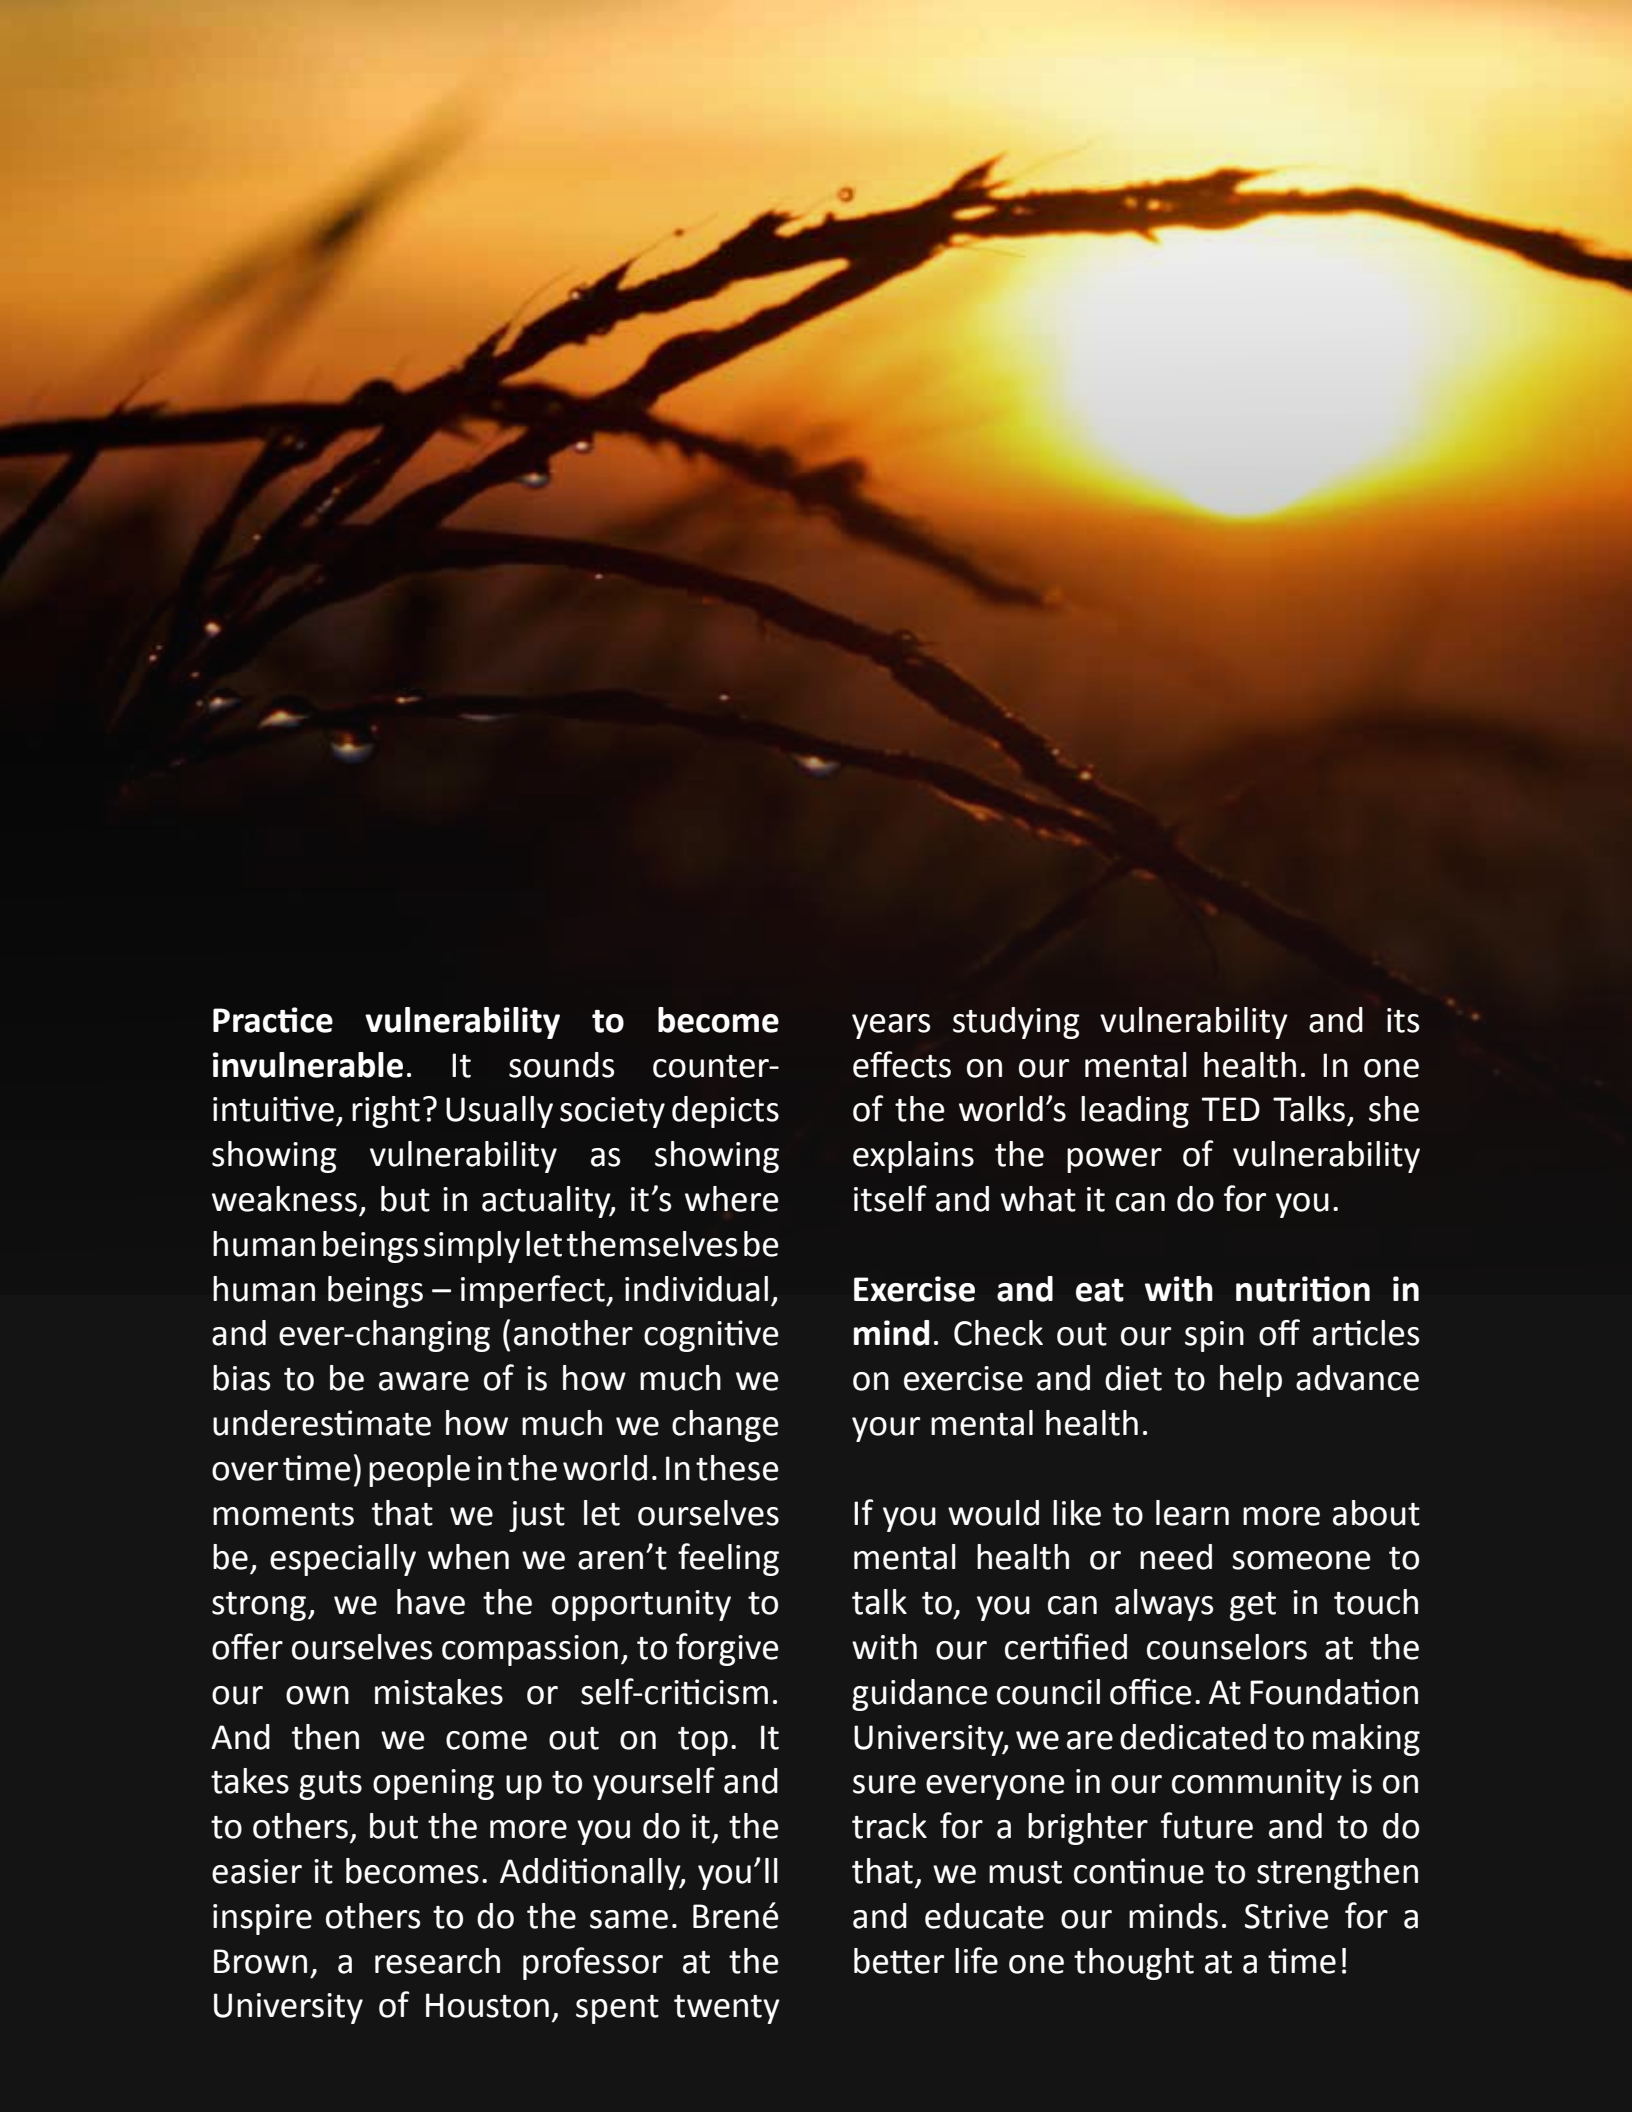 Practice vulnerability to become
invulnerable. It sounds counter-
intuitive, right? Usually society depicts
showing vulnerability as showing
weakness, but in actuality, it’s where
human beings simply let themselves be
human beings – imperfect, individual,
and ever-changing (another cognitive
bias to be aware of is how much we
underestimate how much we change
over time) people in the world. In these
moments that we just let ourselves
be, especially when we aren’t feeling
strong, we have the opportunity to
offer ourselves compassion, to forgive
our own mistakes or self-criticism.
And then we come out on top. It
takes guts opening up to yourself and
to others, but the more you do it, the
easier it becomes. Additionally, you’ll
inspire others to do the same. Brené
Brown, a research professor at the
University of Houston, spent twenty
years studying vulnerability and its
effects on our mental health. In one
of the world’s leading TED Talks, she
explains the power of vulnerability
itself and what it can do for you.
Exercise and eat with nutrition in
mind. Check out our spin off articles
on exercise and diet to help advance
your mental health.
If you would like to learn more about
mental health or need someone to
talk to, you can always get in touch
with our certified counselors at the
guidance council office. At Foundation
University, we are dedicated to making
sure everyone in our community is on
track for a brighter future and to do
that, we must continue to strengthen
and educate our minds. Strive for a
better life one thought at a time!